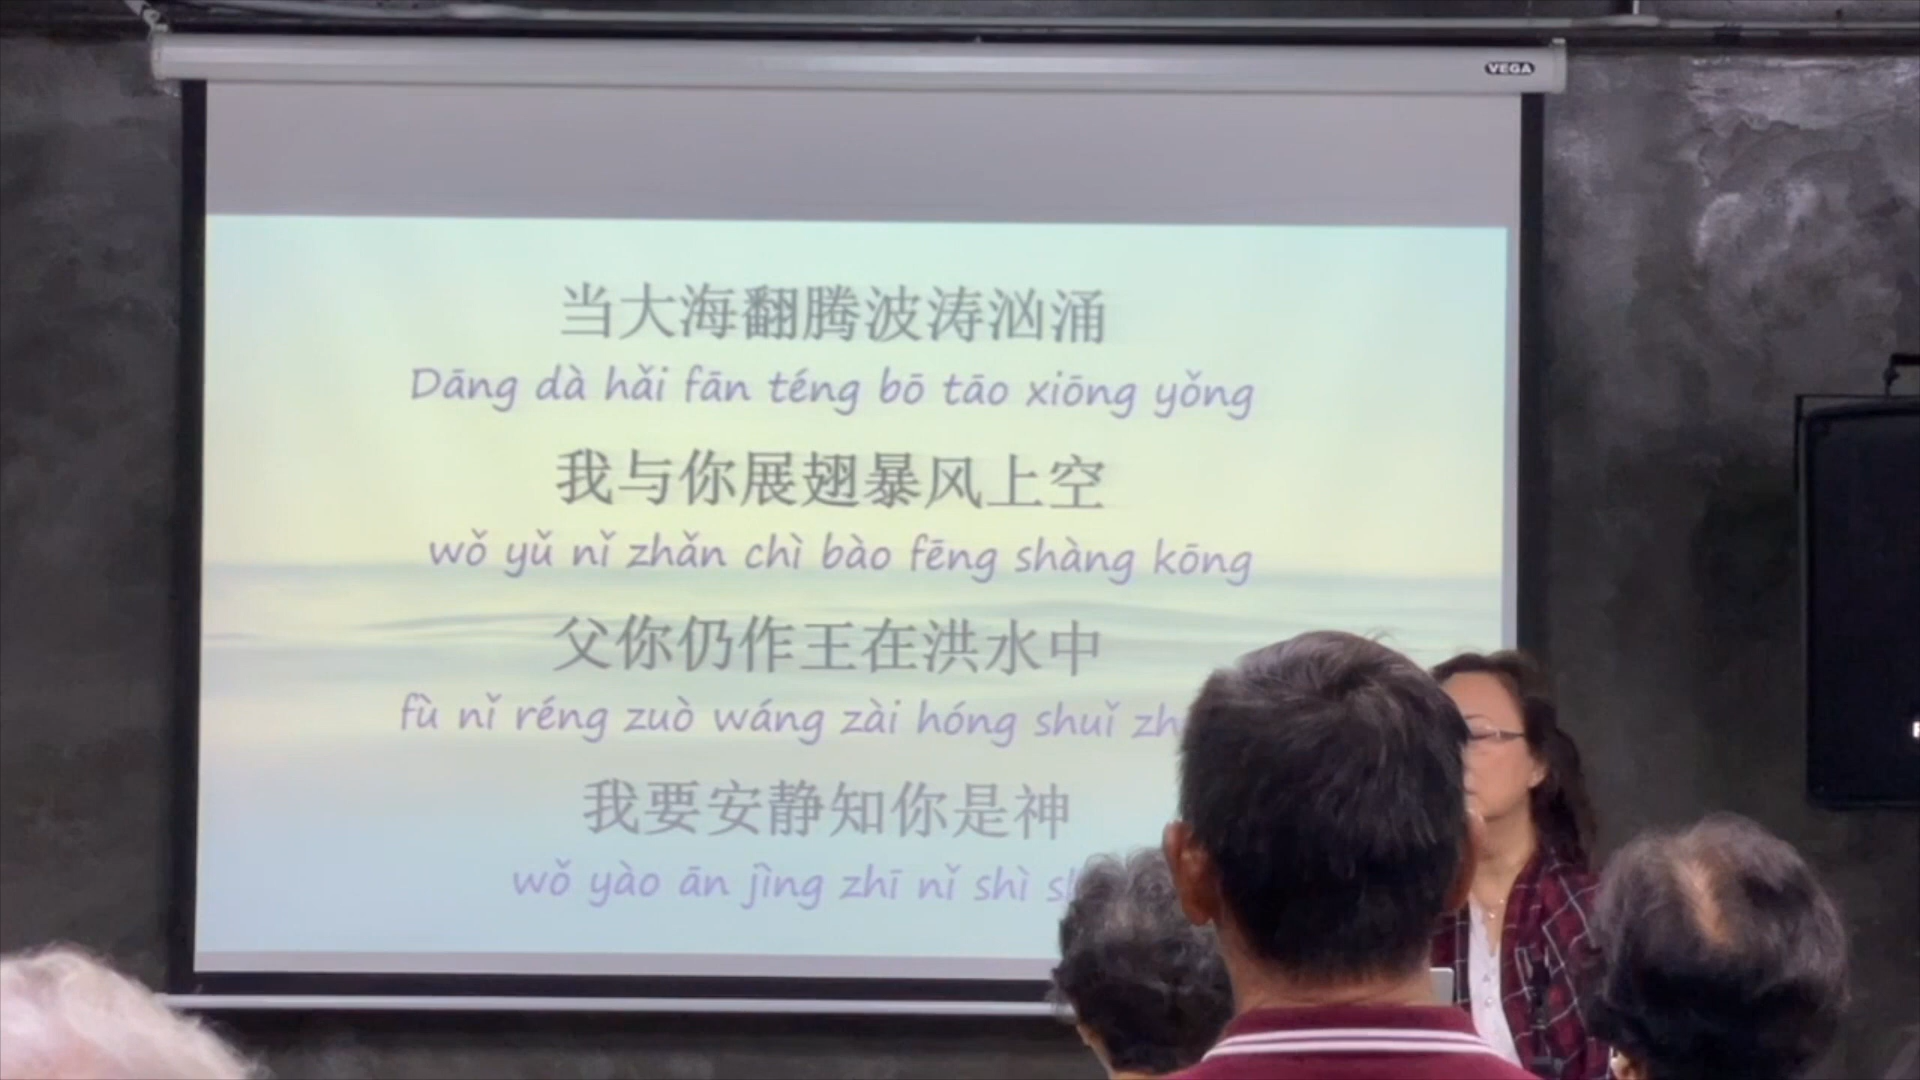 VEGA
当大海翻腾波涛汹涌
Dāng dà hǎi fān téng bō tāo xiōng yǒng
我与你展翅暴风上空
wǒ yǔ nǐ zhǎn chì bào fēng shàng kōng
父你仍作王在洪水中
fù nǐ réng zuò wáng zài hóng shuǐ
我要安静知你是神
wǒ yào ān jìng zhī nǐ shì